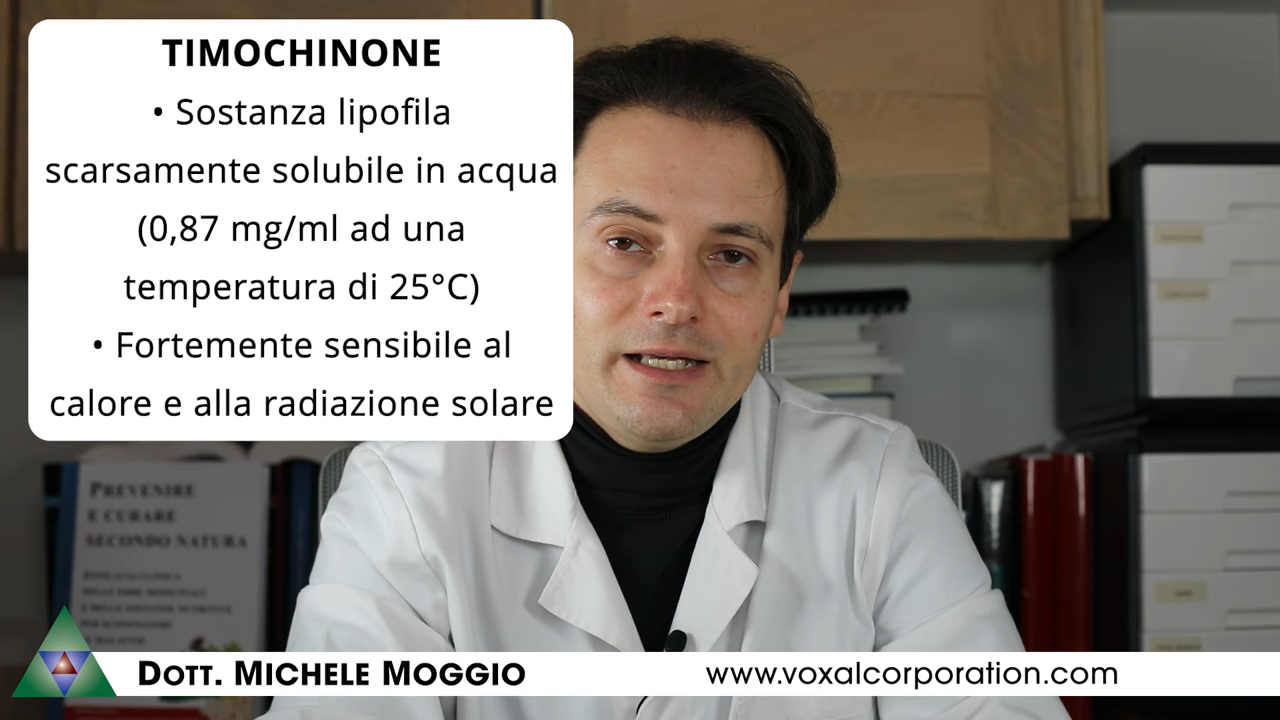 TIMOCHINONE
• Sostanza lipofila
scarsamente solubile in acqua
(0,87 mg/ml ad una
temperatura di 25°C)
• Fortemente sensibile al
calore e alla radiazione solare
PREVENIRE
E CURARE
SECONDO NATURA
DOTT. MICHELE MOGGIO
www.voxalcorporation.com